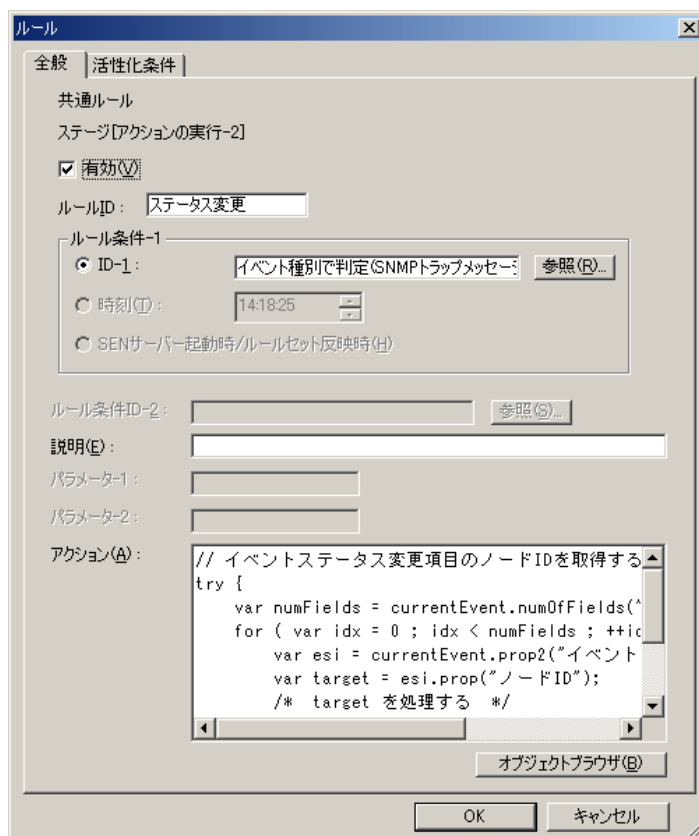 ルール
全般 活性化条件
共通ルール
ステージ[アクションの実行-2]
有効(V)
ルールID: ステータス変更
ルール条件-1
ID-1: イベント種別で判定(SNMPトラップメッセー 参照(R)...
時刻(T): 14:18:25
SENサーバー起動時/ルールセット反映時(H)
ルール条件ID-2: 参照(S)...
説明(E):
パラメータ-1:
パラメータ-2:
アクション(A): // イベントステータス変更項目のノードIDを取得する
try {
var numFields = currentEvent.numOfFields("
for ( var idx = 0 ; idx < numFields ; ++id
var esi = currentEvent.prop2("イベント
var target = esi.prop("ノードID");
/* target を処理する */
オブジェクトブラウザ(B)
OK キャンセル